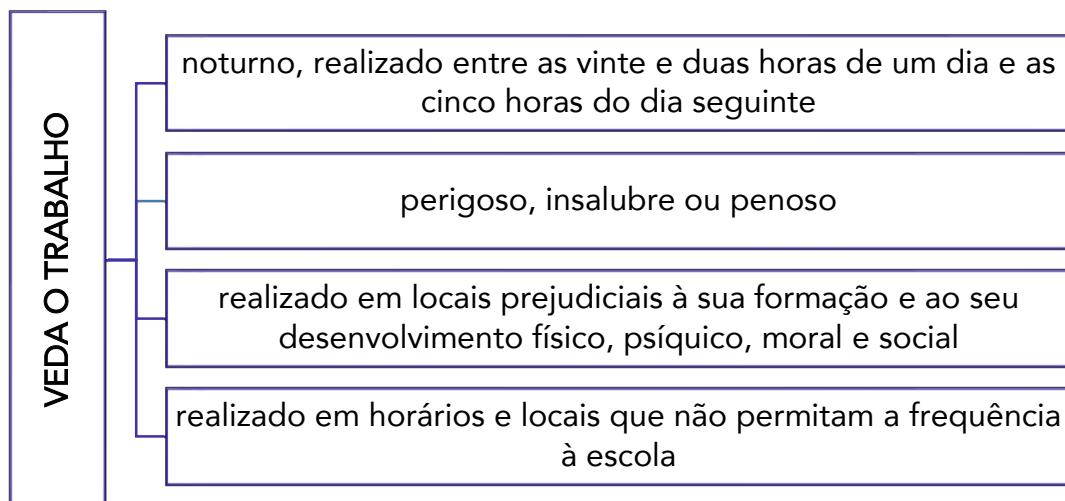 VEDA O TRABALHO
noturno, realizado entre as vinte e duas horas de um dia e as
cinco horas do dia seguinte
perigoso, insalubre ou penoso
realizado em locais prejudiciais à sua formação e ao seu
desenvolvimento físico, psíquico, moral e social
realizado em horários e locais que não permitam a frequência
à escola